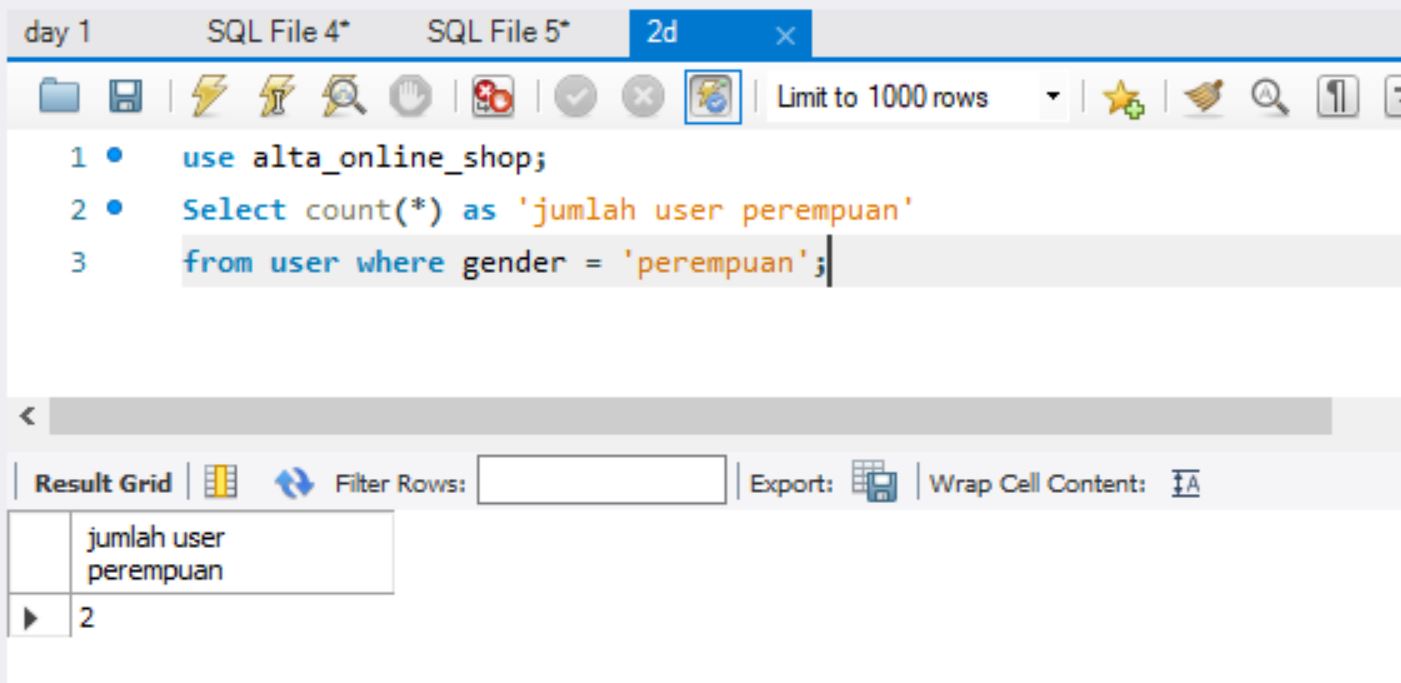 day 1 SQL File 4* SQL File 5* 2d
Limit to 1000 rows
1 use alta_online_shop;
2 Select count(*) as 'jumlah user perempuan'
3 from user where gender = 'perempuan';
Result Grid Filter Rows: Export: Wrap Cell Content:
jumlah user
perempuan
2